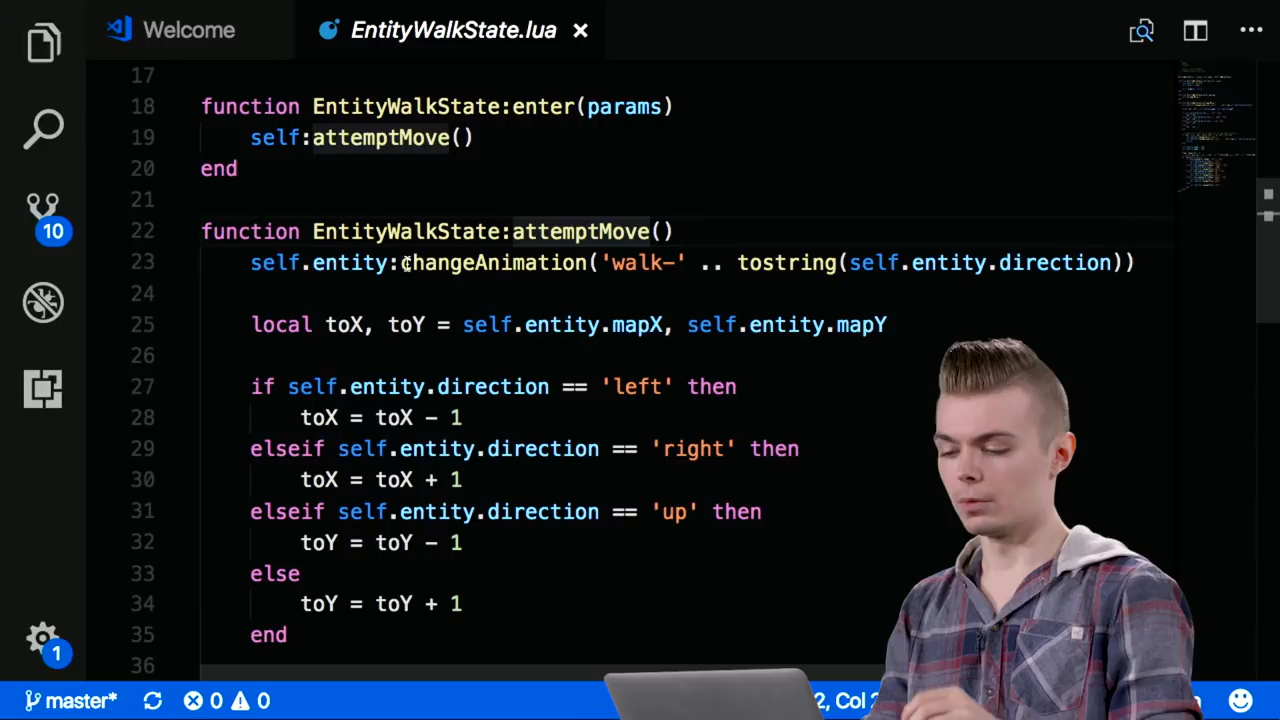 Welcome
EntityWalkState.lua
17
18 function EntityWalkState:enter(params)
19 self:attemptMove()
20 end
21
22 function EntityWalkState:attemptMove()
23 self.entity:changeAnimation('walk-' .. tostring(self.entity.direction))
24
25 local toX, toY = self.entity.mapX, self.entity.mapY
26
27 if self.entity.direction == 'left' then
28 toX = toX - 1
29 elseif self.entity.direction == 'right' then
30 toX = toX + 1
31 elseif self.entity.direction == 'up' then
32 toY = toY - 1
33 else
34 toY = toY + 1
35 end
36
10
1
master* 0 0 2, Col